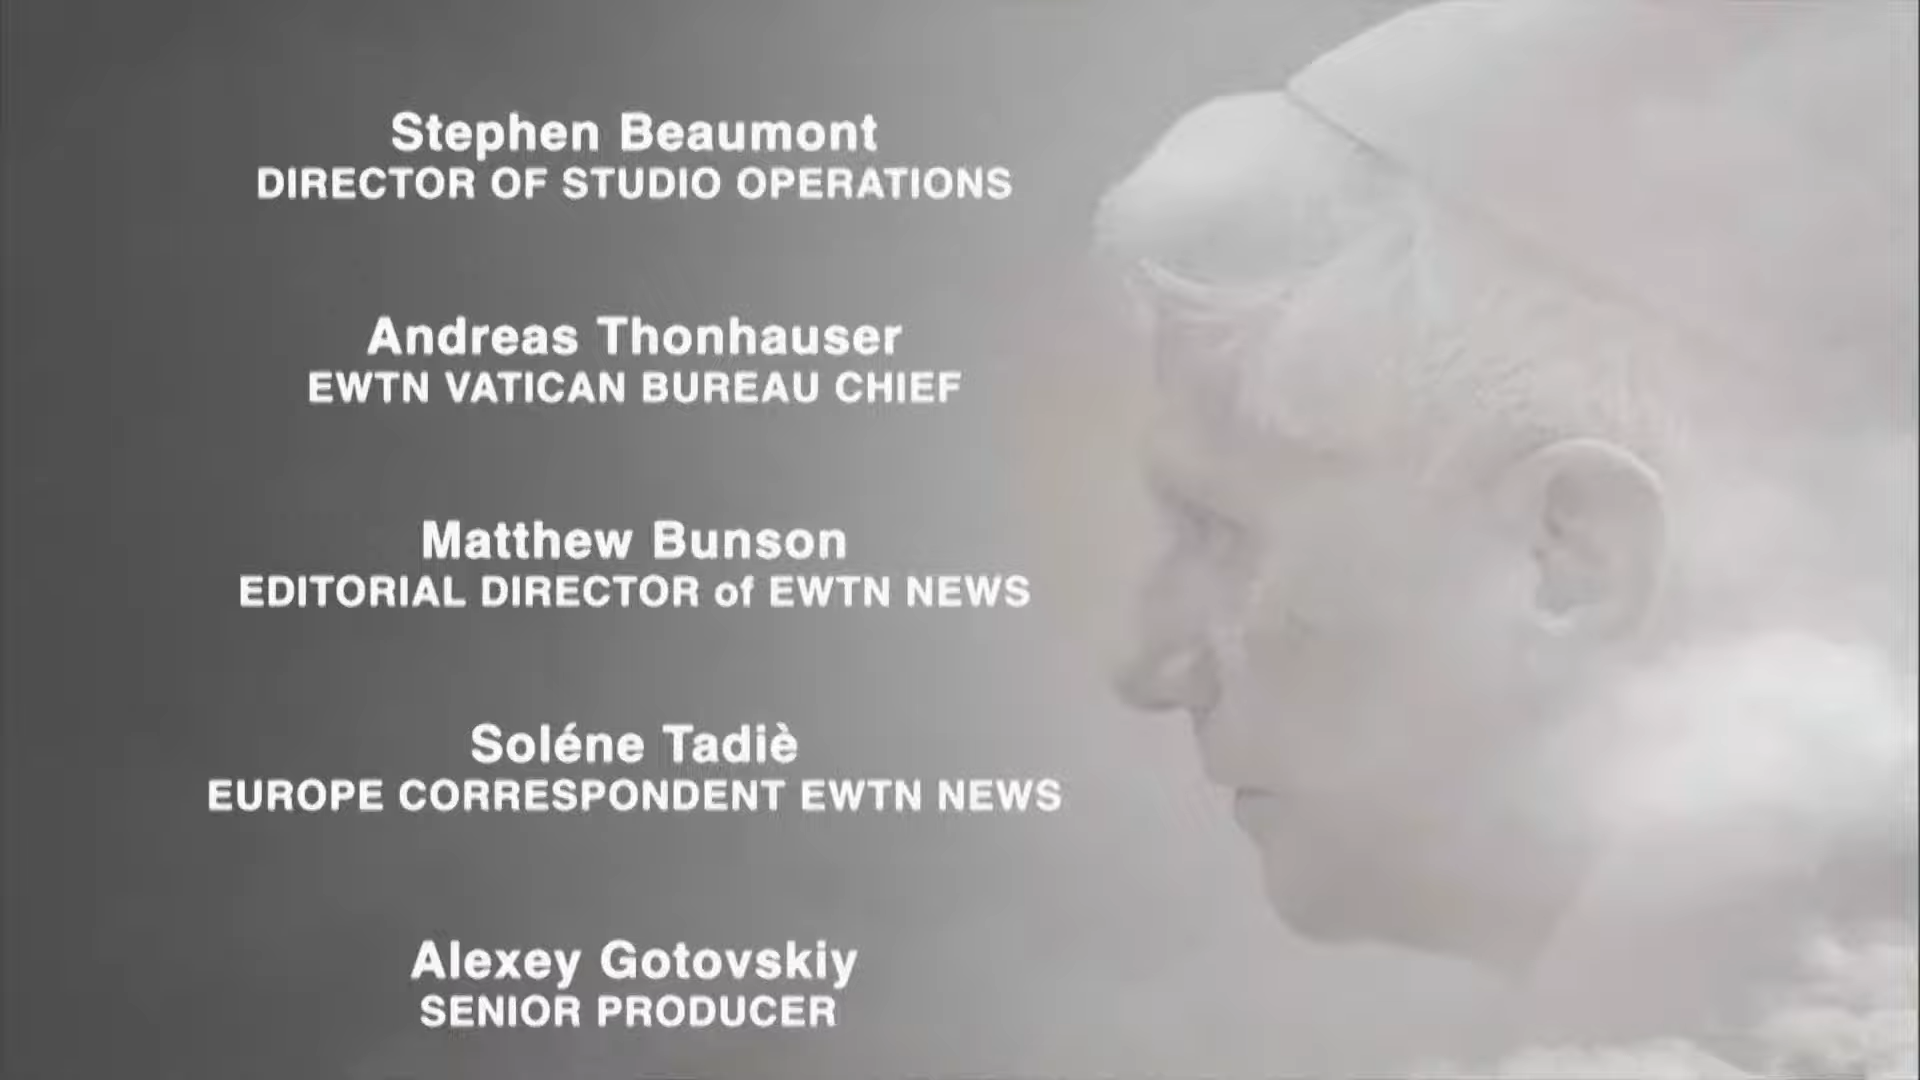 Stephen Beaumont
DIRECTOR OF STUDIO OPERATIONS
Andreas Thonhauser
EWTN VATICAN BUREAU CHIEF
Matthew Bunson
EDITORIAL DIRECTOR of EWTN NEWS
Soléne Tadiè
EUROPE CORRESPONDENT EWTN NEWS
Alexey Gotovskiy
SENIOR PRODUCER